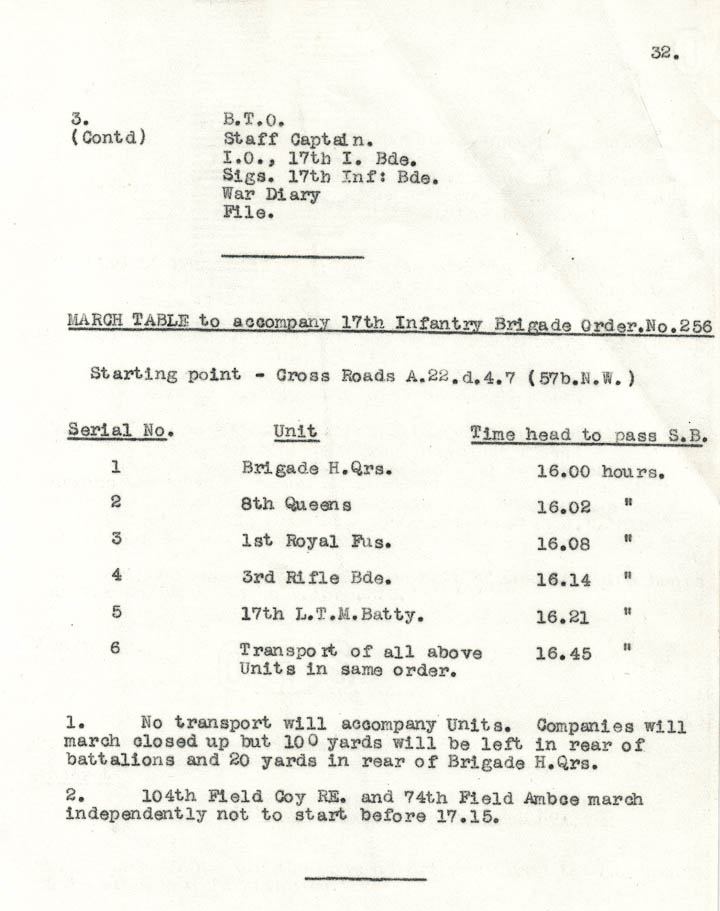 32.
3. B.T.O.
(Contd) Staff Captain.
I.O., 17th I. Bde.
Sigs. 17th Inf: Bde.
War Diary
File.
MARCH TABLE to accompany 17th Infantry Brigade Order.No.256
Starting point - Cross Roads A.22.d.4.7 (57b.N.W.)
Serial No. Unit Time head to pass S.B.
1 Brigade H.Qrs. 16.00 hours.
2 8th Queens 16.02 "
3 1st Royal Fus. 16.08 "
4 3rd Rifle Bde. 16.14 "
5 17th L.T.M.Batty. 16.21 "
6 Transport of all above 16.45 "
Units in same order.
1. No transport will accompany Units. Companies will
march closed up but 100 yards will be left in rear of
battalions and 20 yards in rear of Brigade H.Qrs.
2. 104th Field Coy RE. and 74th Field Ambce march
independently not to start before 17.15.